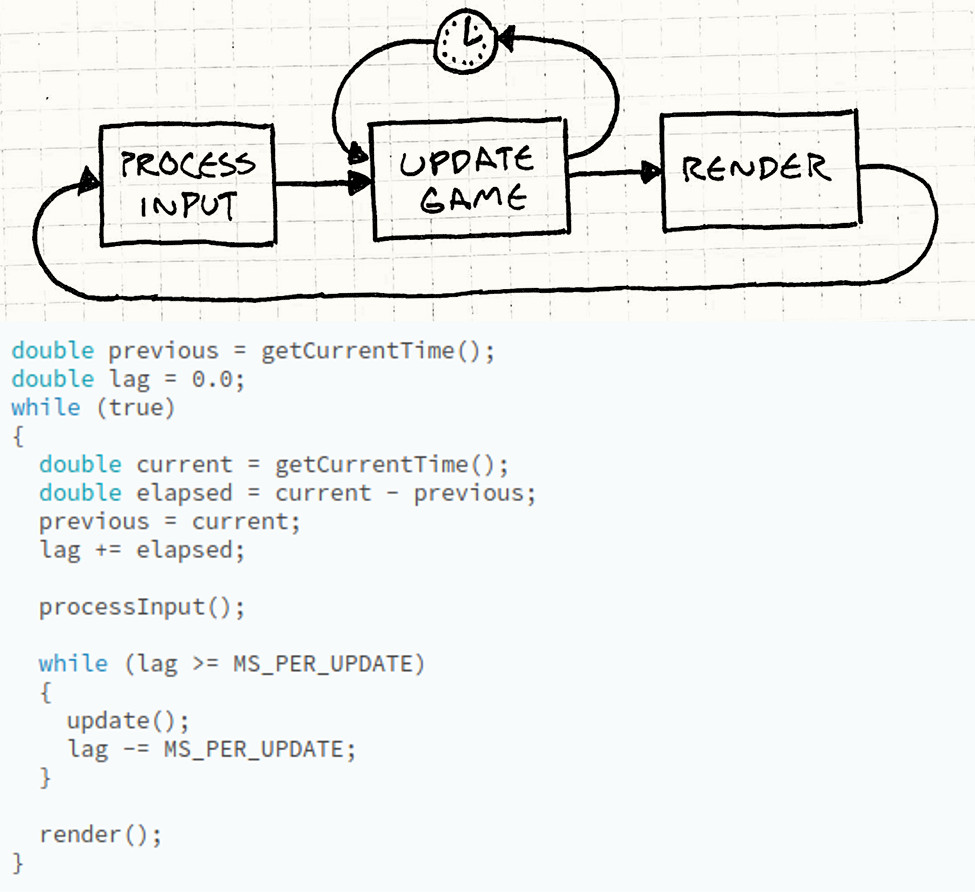 PROCESS INPUT
UPDATE GAME
RENDER
double previous = getCurrentTime();
double lag = 0.0;
while (true)
{
  double current = getCurrentTime();
  double elapsed = current - previous;
  previous = current;
  lag += elapsed;

  processInput();

  while (lag >= MS_PER_UPDATE)
  {
    update();
    lag -= MS_PER_UPDATE;
  }

  render();
}